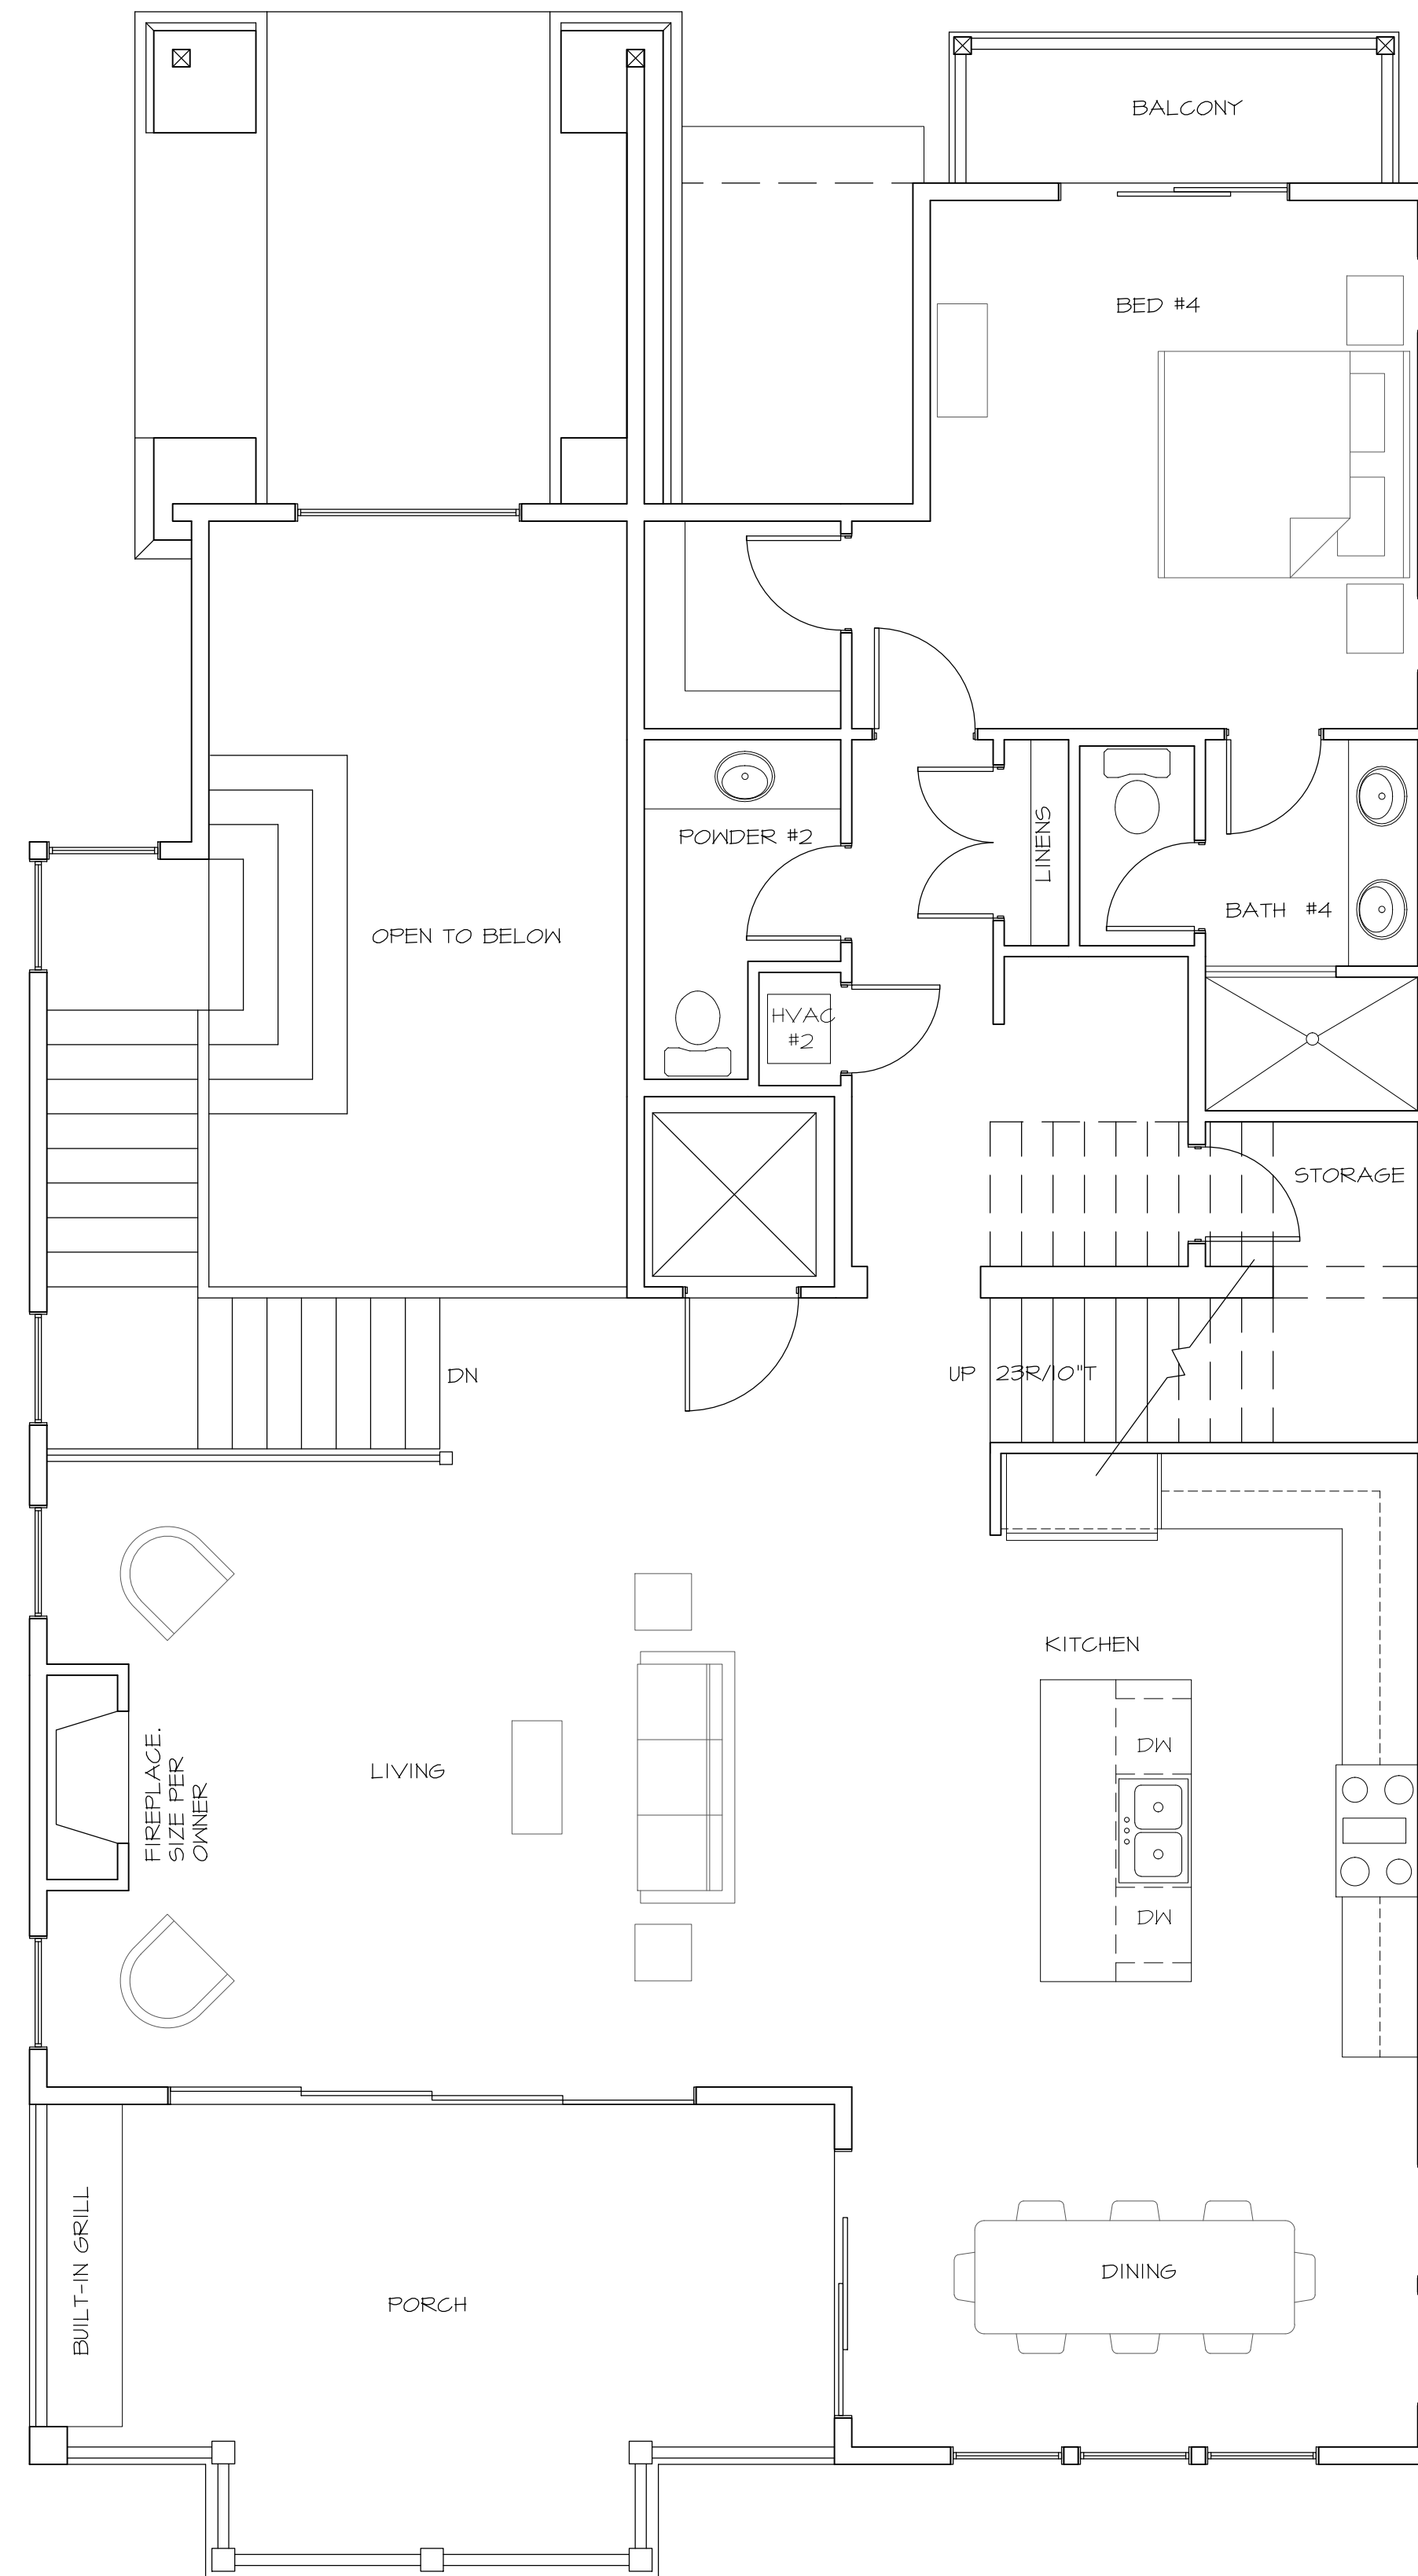 BALCONY
BED #4
POWDER #2
LINENS
BATH #4
OPEN TO BELOW
HVAC
#2
STORAGE
DN
UP 23R/10"T
KITCHEN
DW
LIVING
FIREPLACE.
SIZE PER
OWNER
DW
DINING
BUILT-IN GRILL
PORCH